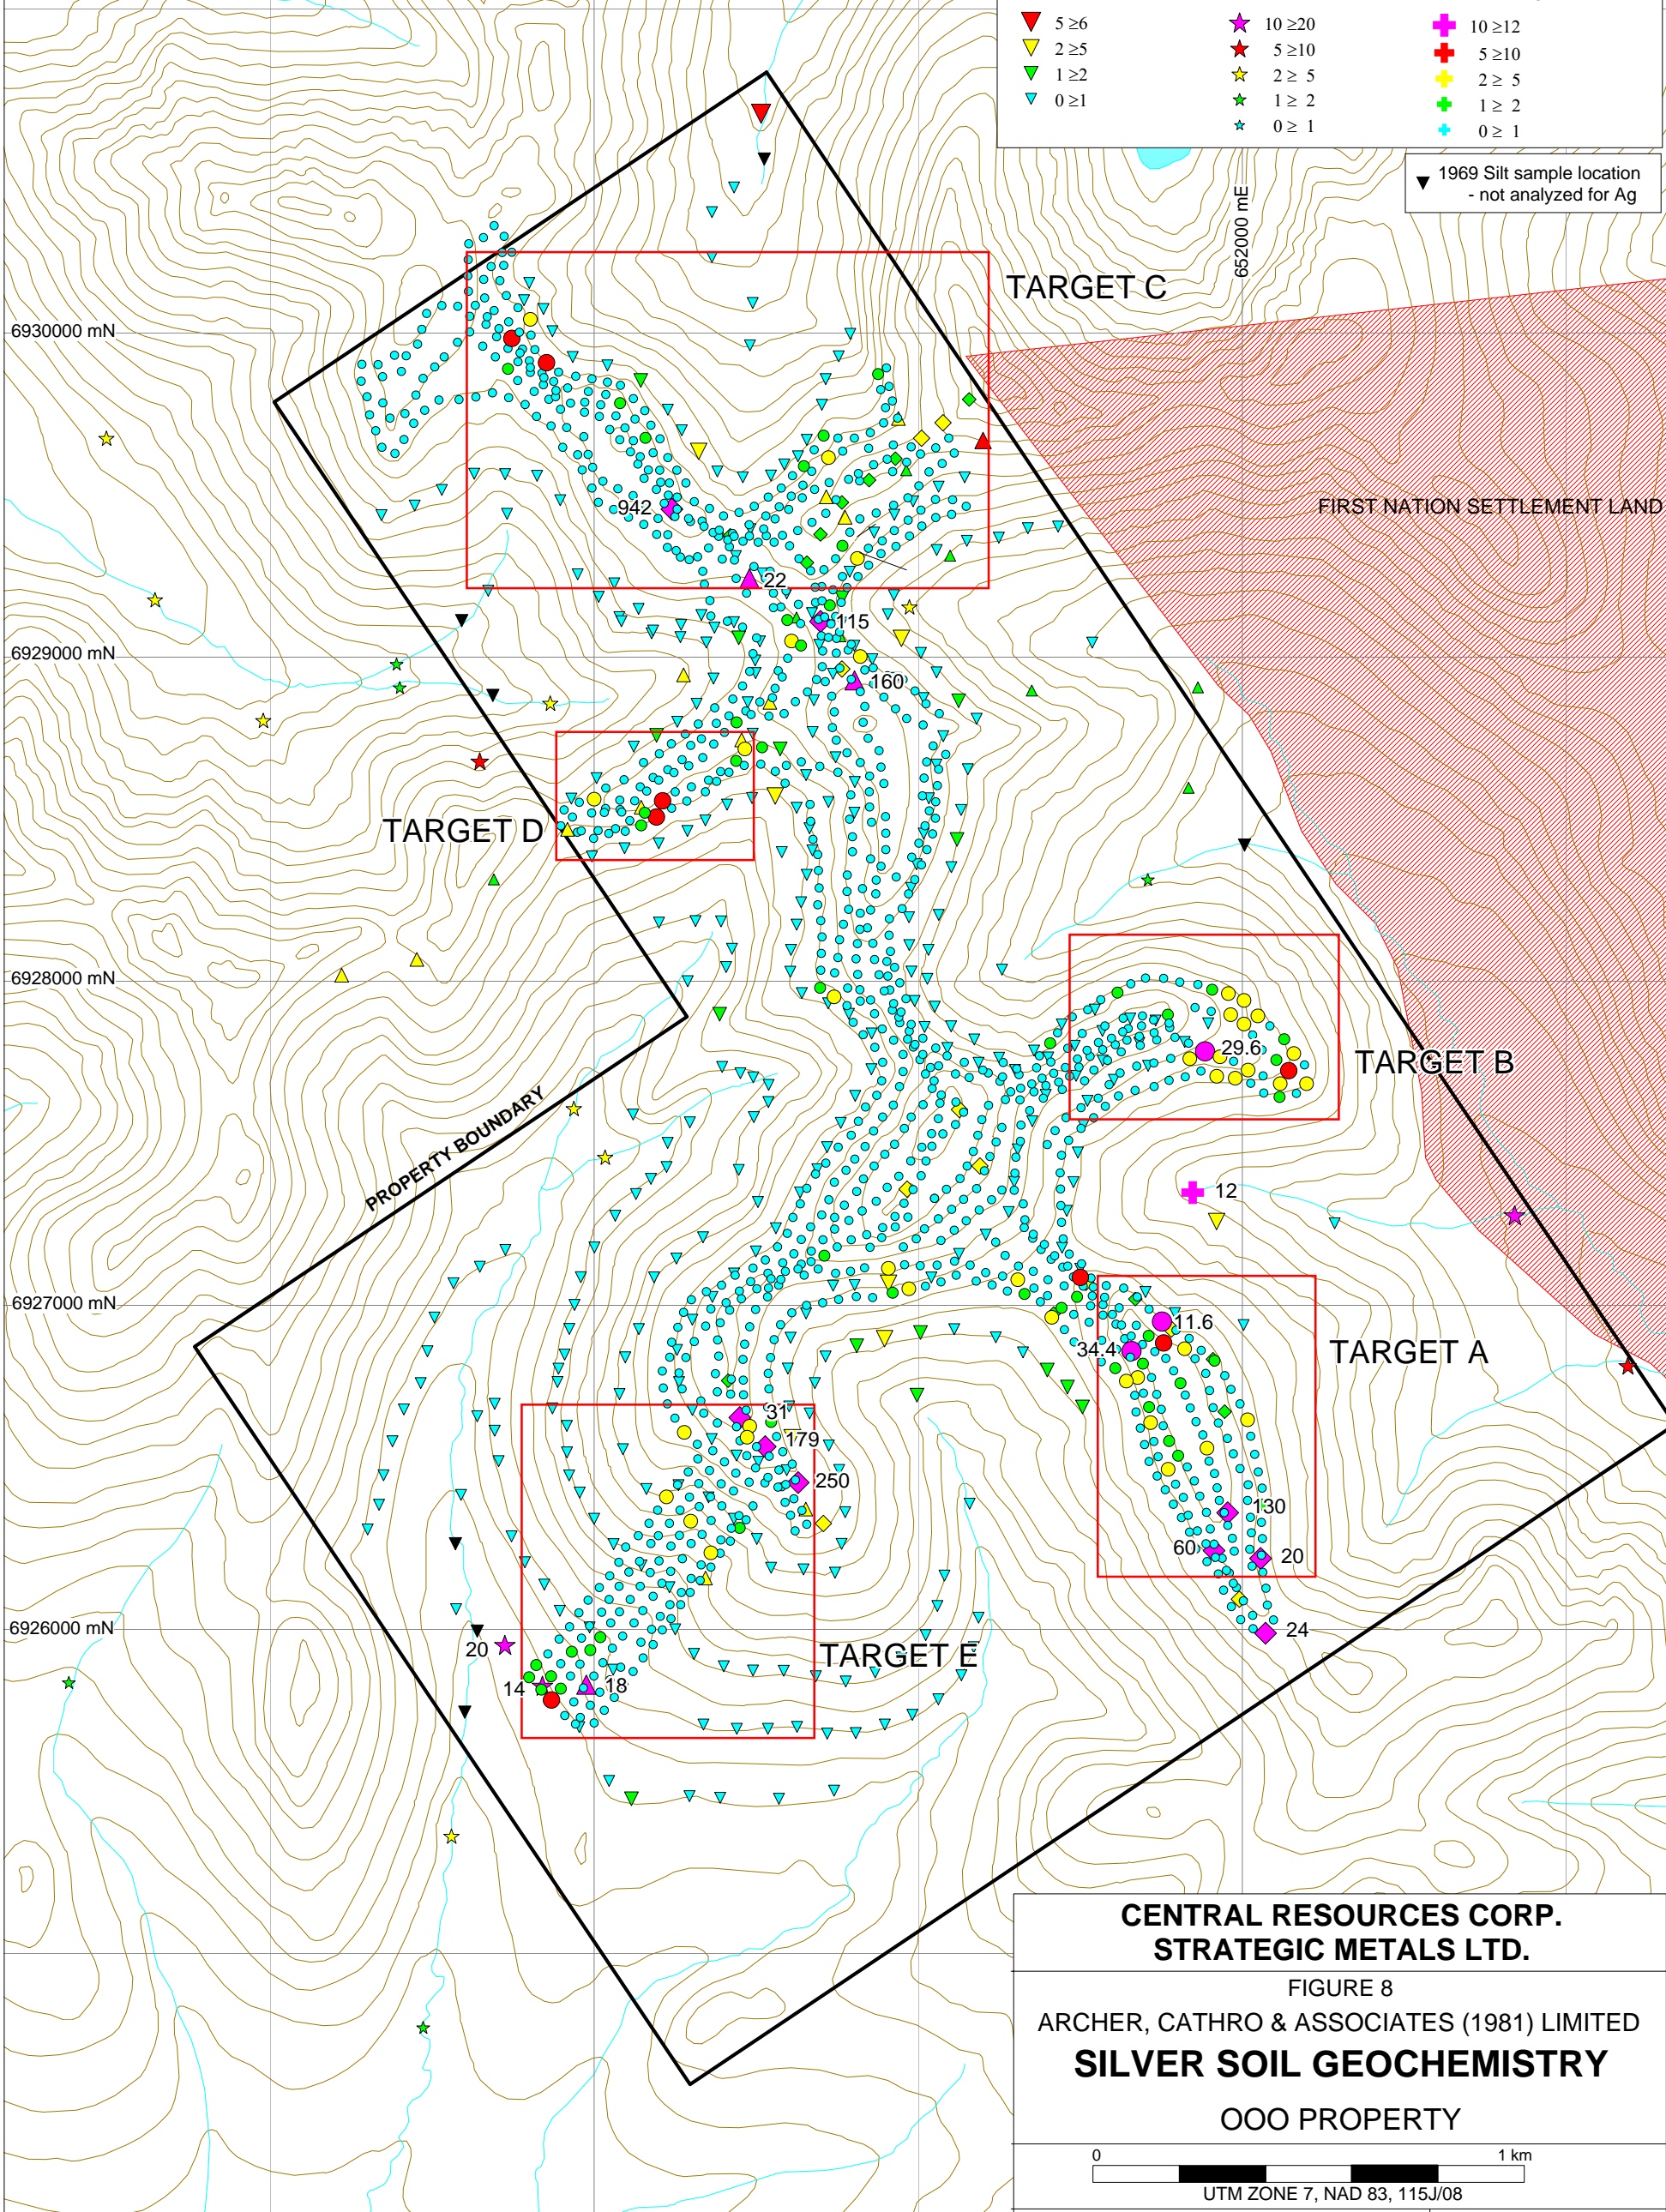 5 ≥6
2 ≥5
1 ≥2
0 ≥1
10 ≥20
5 ≥10
2 ≥ 5
1 ≥ 2
0 ≥ 1
10 ≥12
5 ≥10
2 ≥ 5
1 ≥ 2
0 ≥ 1
1969 Silt sample location
- not analyzed for Ag
652000 mE
TARGET C
6930000 mN
FIRST NATION SETTLEMENT LAND
942
22
115
6929000 mN
160
TARGET D
6928000 mN
29.6
TARGET B
PROPERTY BOUNDARY
12
6927000 mN
11.6
34.4
TARGET A
31
179
250
130
60
20
6926000 mN
24
20
TARGET E
14
18
CENTRAL RESOURCES CORP.
STRATEGIC METALS LTD.
FIGURE 8
ARCHER, CATHRO & ASSOCIATES (1981) LIMITED
SILVER SOIL GEOCHEMISTRY
OOO PROPERTY
0 1 km
UTM ZONE 7, NAD 83, 115J/08